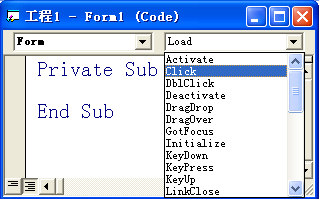 工程1 - Form1 (Code)
Form Load
Private Sub
End Sub
Activate
Click
DblClick
Deactivate
DragDrop
DragOver
GotFocus
Initialize
KeyDown
KeyPress
KeyUp
LinkClose